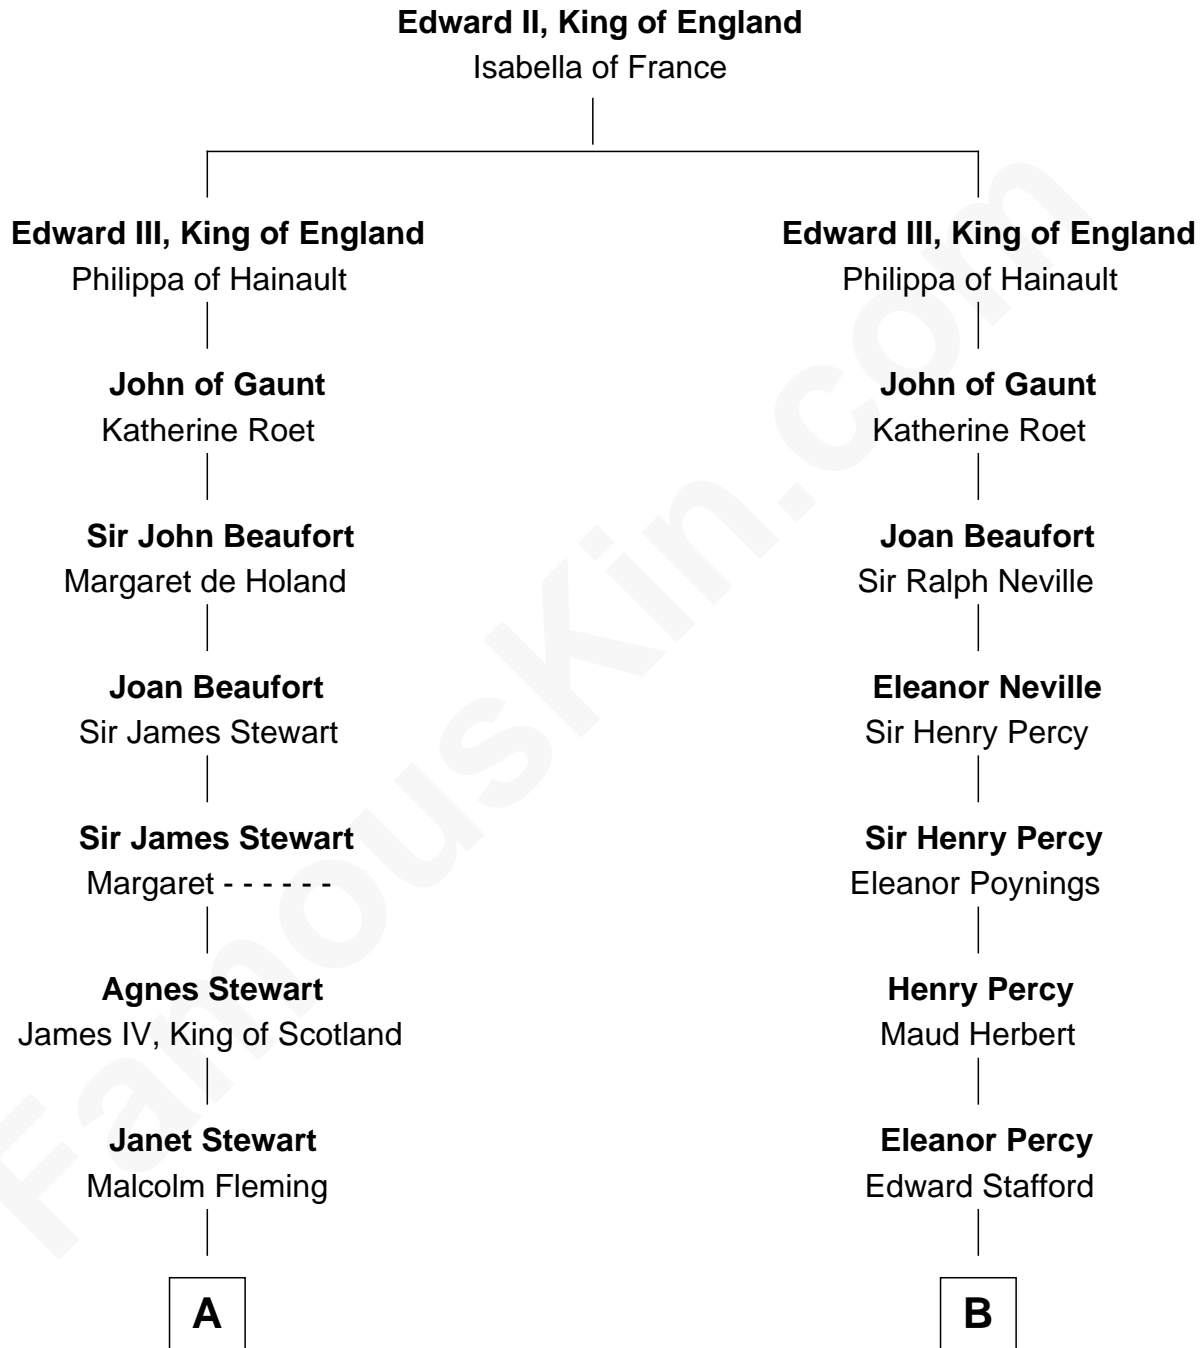 Edward II, King of England
Isabella of France
Edward III, King of England
Philippa of Hainault
John of Gaunt
Katherine Roet
Sir John Beaufort
Margaret de Holand
Joan Beaufort
Sir James Stewart
Sir James Stewart
Margaret - - - - - -
Agnes Stewart
James IV, King of Scotland
Janet Stewart
Malcolm Fleming
A
Edward III, King of England
Philippa of Hainault
John of Gaunt
Katherine Roet
Joan Beaufort
Sir Ralph Neville
Eleanor Neville
Sir Henry Percy
Sir Henry Percy
Eleanor Poynings
Henry Percy
Maud Herbert
Eleanor Percy
Edward Stafford
B
FamousKin.com